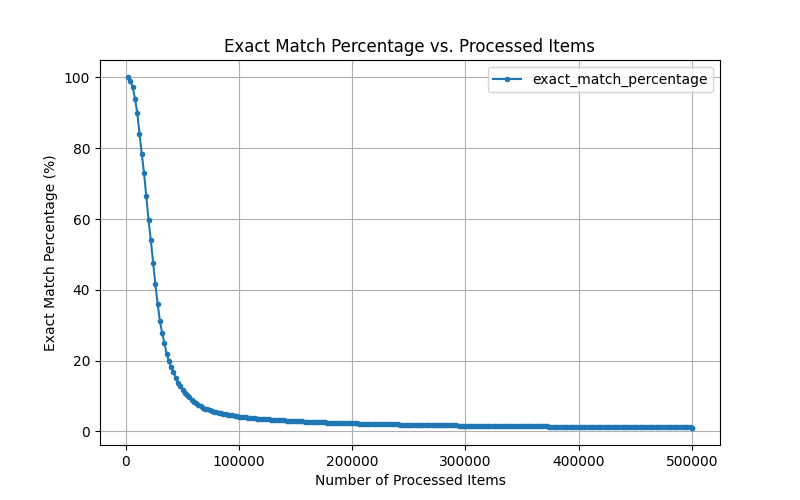 Exact Match Percentage vs. Processed Items
exact_match_percentage
Exact Match Percentage (%)
100
80
60
40
20
0
0 100000 200000 300000 400000 500000
Number of Processed Items